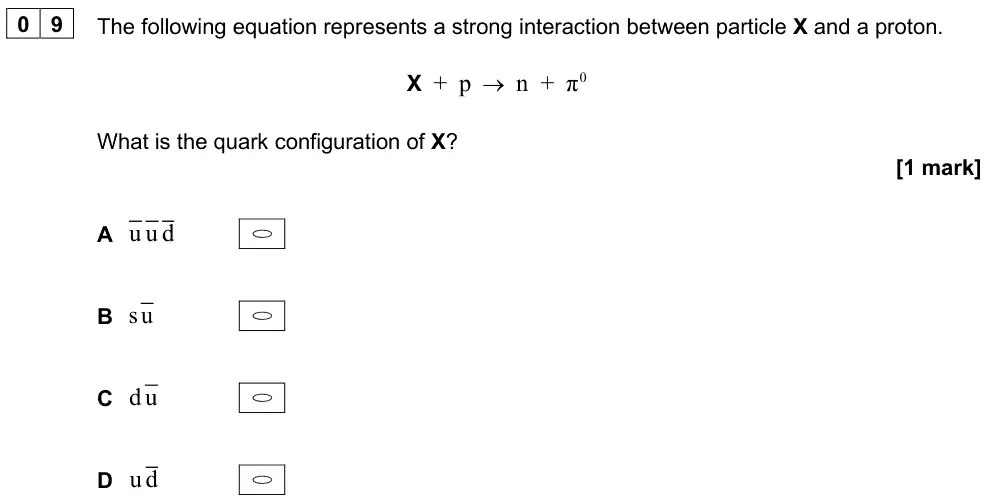 0 9 The following equation represents a strong interaction between particle X and a proton.
X + p → n + π⁰
What is the quark configuration of X?
[1 mark]
A u̅ u̅ d̅
B s u̅
C d u̅
D u d̅